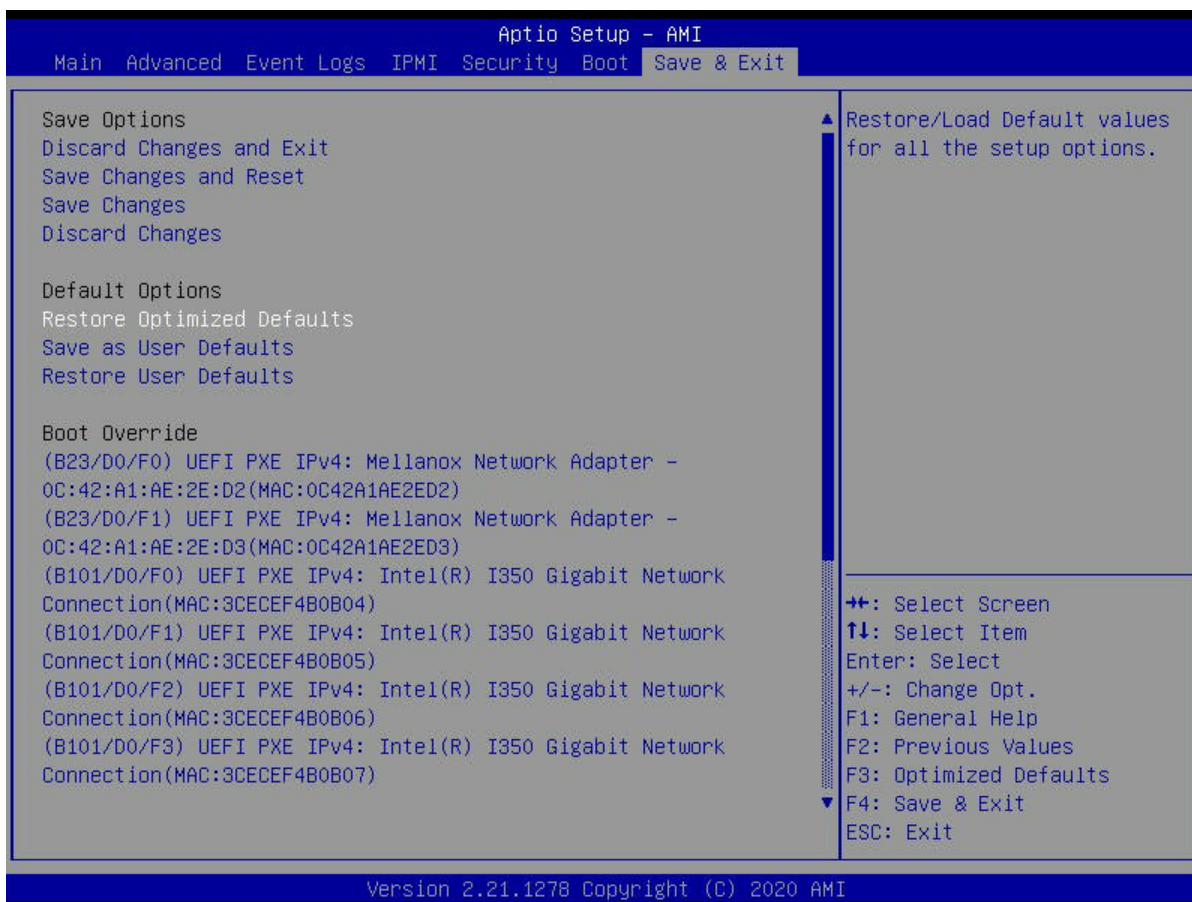 Aptio Setup – AMI
Main Advanced Event Logs IPMI Security Boot Save & Exit
Save Options
Discard Changes and Exit
Save Changes and Reset
Save Changes
Discard Changes
Default Options
Restore Optimized Defaults
Save as User Defaults
Restore User Defaults
Boot Override
(B23/D0/F0) UEFI PXE IPv4: Mellanox Network Adapter –
0C:42:A1:AE:2E:D2(MAC:0C42A1AE2ED2)
(B23/D0/F1) UEFI PXE IPv4: Mellanox Network Adapter –
0C:42:A1:AE:2E:D3(MAC:0C42A1AE2ED3)
(B101/D0/F0) UEFI PXE IPv4: Intel(R) I350 Gigabit Network
Connection(MAC:3CECEF4B0B04)
(B101/D0/F1) UEFI PXE IPv4: Intel(R) I350 Gigabit Network
Connection(MAC:3CECEF4B0B05)
(B101/D0/F2) UEFI PXE IPv4: Intel(R) I350 Gigabit Network
Connection(MAC:3CECEF4B0B06)
(B101/D0/F3) UEFI PXE IPv4: Intel(R) I350 Gigabit Network
Connection(MAC:3CECEF4B0B07)
Restore/Load Default values
for all the setup options.
→←: Select Screen
↑↓: Select Item
Enter: Select
+/-: Change Opt.
F1: General Help
F2: Previous Values
F3: Optimized Defaults
F4: Save & Exit
ESC: Exit
Version 2.21.1278 Copyright (C) 2020 AMI